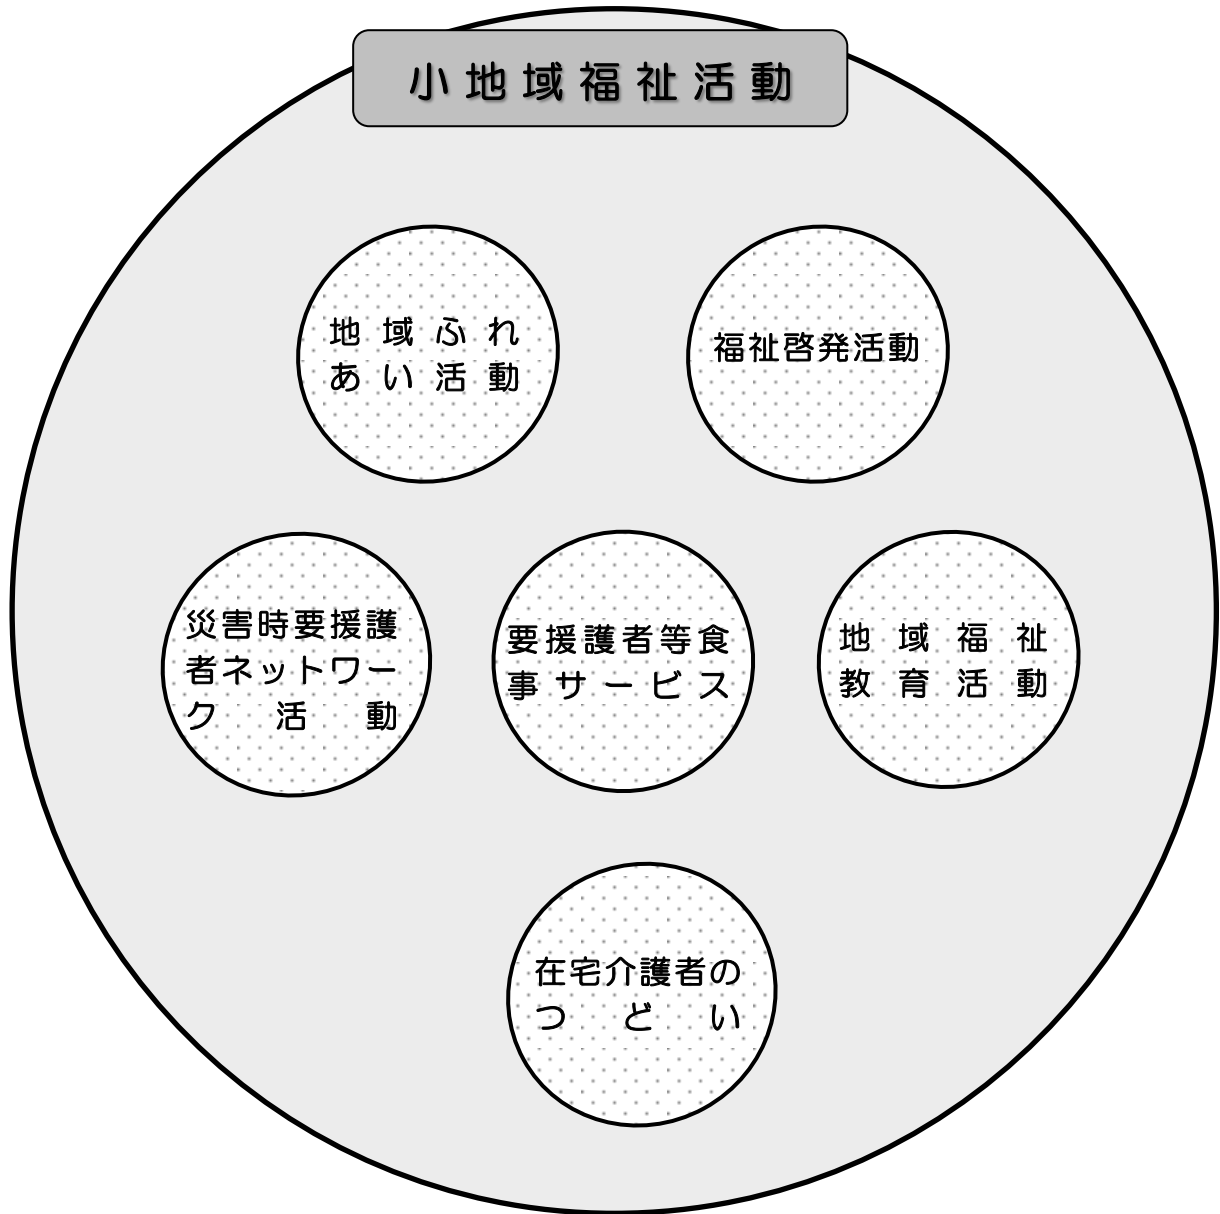 小地域福祉活動
地域ふれ
あい活動
福祉啓発活動
災害時要援護
者ネットワー
ク活動
要援護者等食
事サービス
地域福祉
教育活動
在宅介護者の
つどい